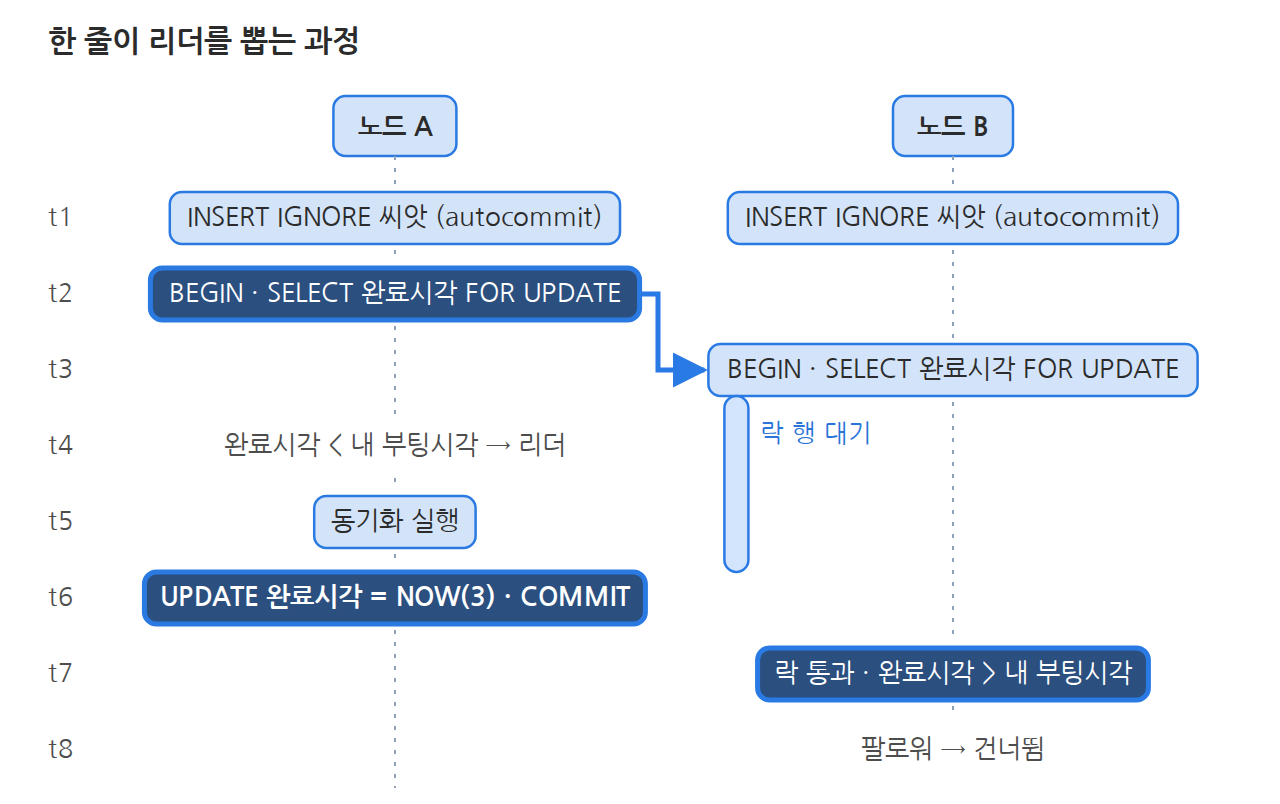 한 줄이 리더를 뽑는 과정
노드 A
노드 B
t1
INSERT IGNORE 씨앗 (autocommit)
INSERT IGNORE 씨앗 (autocommit)
t2
BEGIN · SELECT 완료시각 FOR UPDATE
t3
BEGIN · SELECT 완료시각 FOR UPDATE
락 행 대기
t4
완료시각 < 내 부팅시각 → 리더
t5
동기화 실행
t6
UPDATE 완료시각 = NOW(3) · COMMIT
t7
락 통과 · 완료시각 > 내 부팅시각
t8
팔로워 → 건너뜀